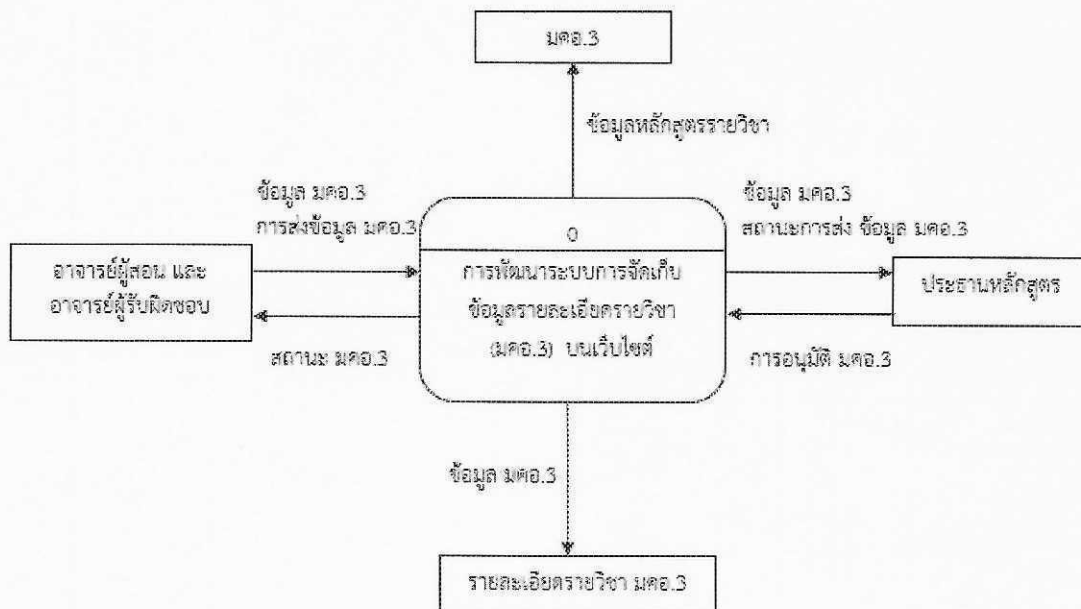 มคอ.3
ข้อมูลหลักสูตรรายวิชา
ข้อมูล มคอ.3
การส่งข้อมูล มคอ.3
ข้อมูล มคอ.3
สถานะการส่ง ข้อมูล มคอ.3
0
อาจารย์ผู้สอน และ
อาจารย์ผู้รับผิดชอบ
การพัฒนาระบบการจัดเก็บ
ข้อมูลรายละเอียดรายวิชา
(มคอ.3) บนเว็บไซต์
ประธานหลักสูตร
สถานะ มคอ.3
การอนุมัติ มคอ.3
ข้อมูล มคอ.3
รายละเอียดรายวิชา มคอ.3